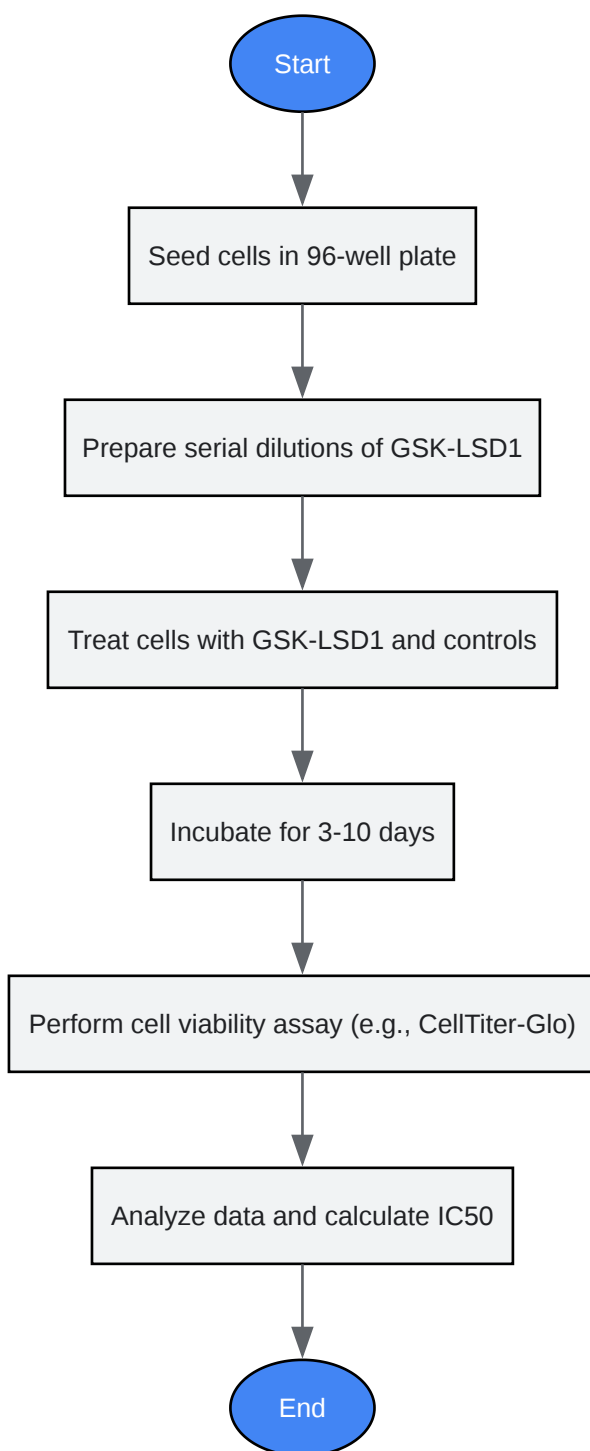 Start
Seed cells in 96-well plate
Prepare serial dilutions of GSK-LSD1
Treat cells with GSK-LSD1 and controls
Incubate for 3-10 days
Perform cell viability assay (e.g., CellTiter-Glo)
Analyze data and calculate IC50
End